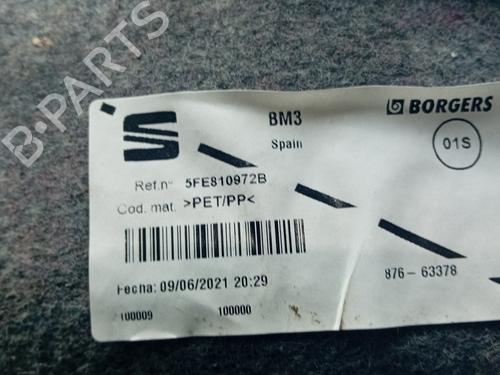 B-PARTS
BM3
Spain
BORGERS
01S
Ref.nº 5FE810972B
Cod. mat. >PET/PP<
876-63378
Fecha: 09/06/2021 20:29
100009 100000